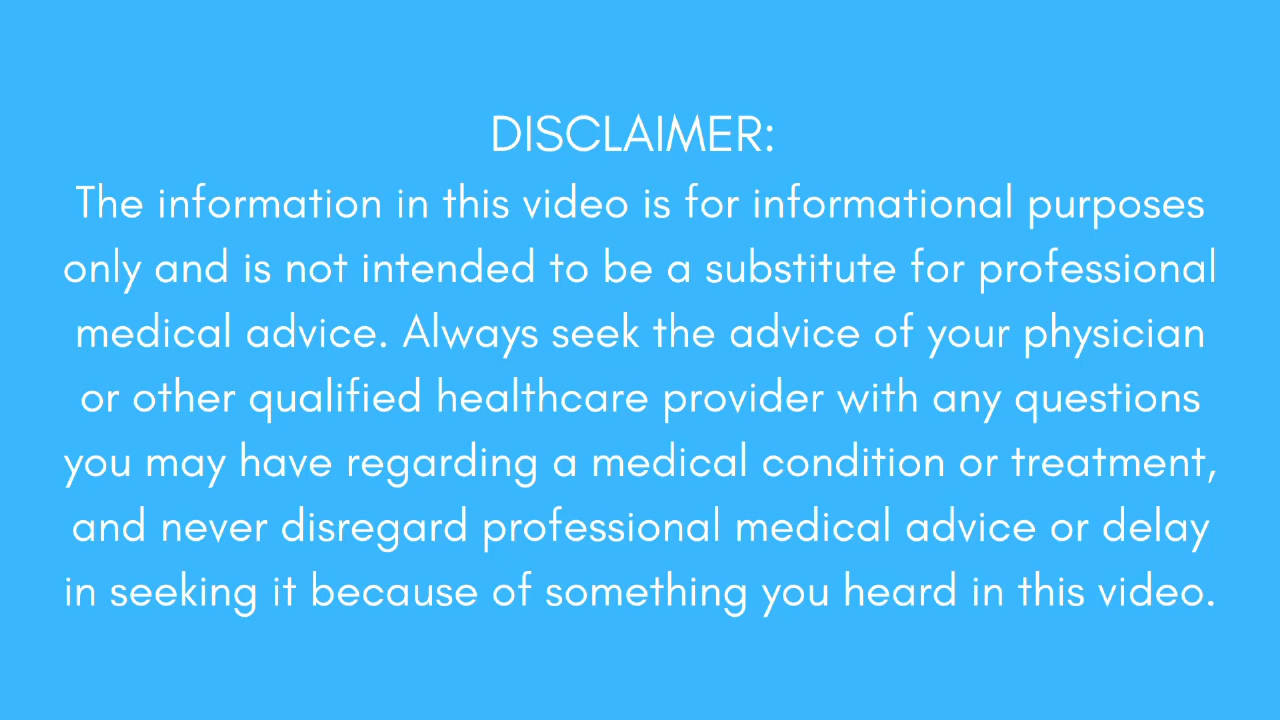 DISCLAIMER:
The information in this video is for informational purposes
only and is not intended to be a substitute for professional
medical advice. Always seek the advice of your physician
or other qualified healthcare provider with any questions
you may have regarding a medical condition or treatment,
and never disregard professional medical advice or delay
in seeking it because of something you heard in this video.